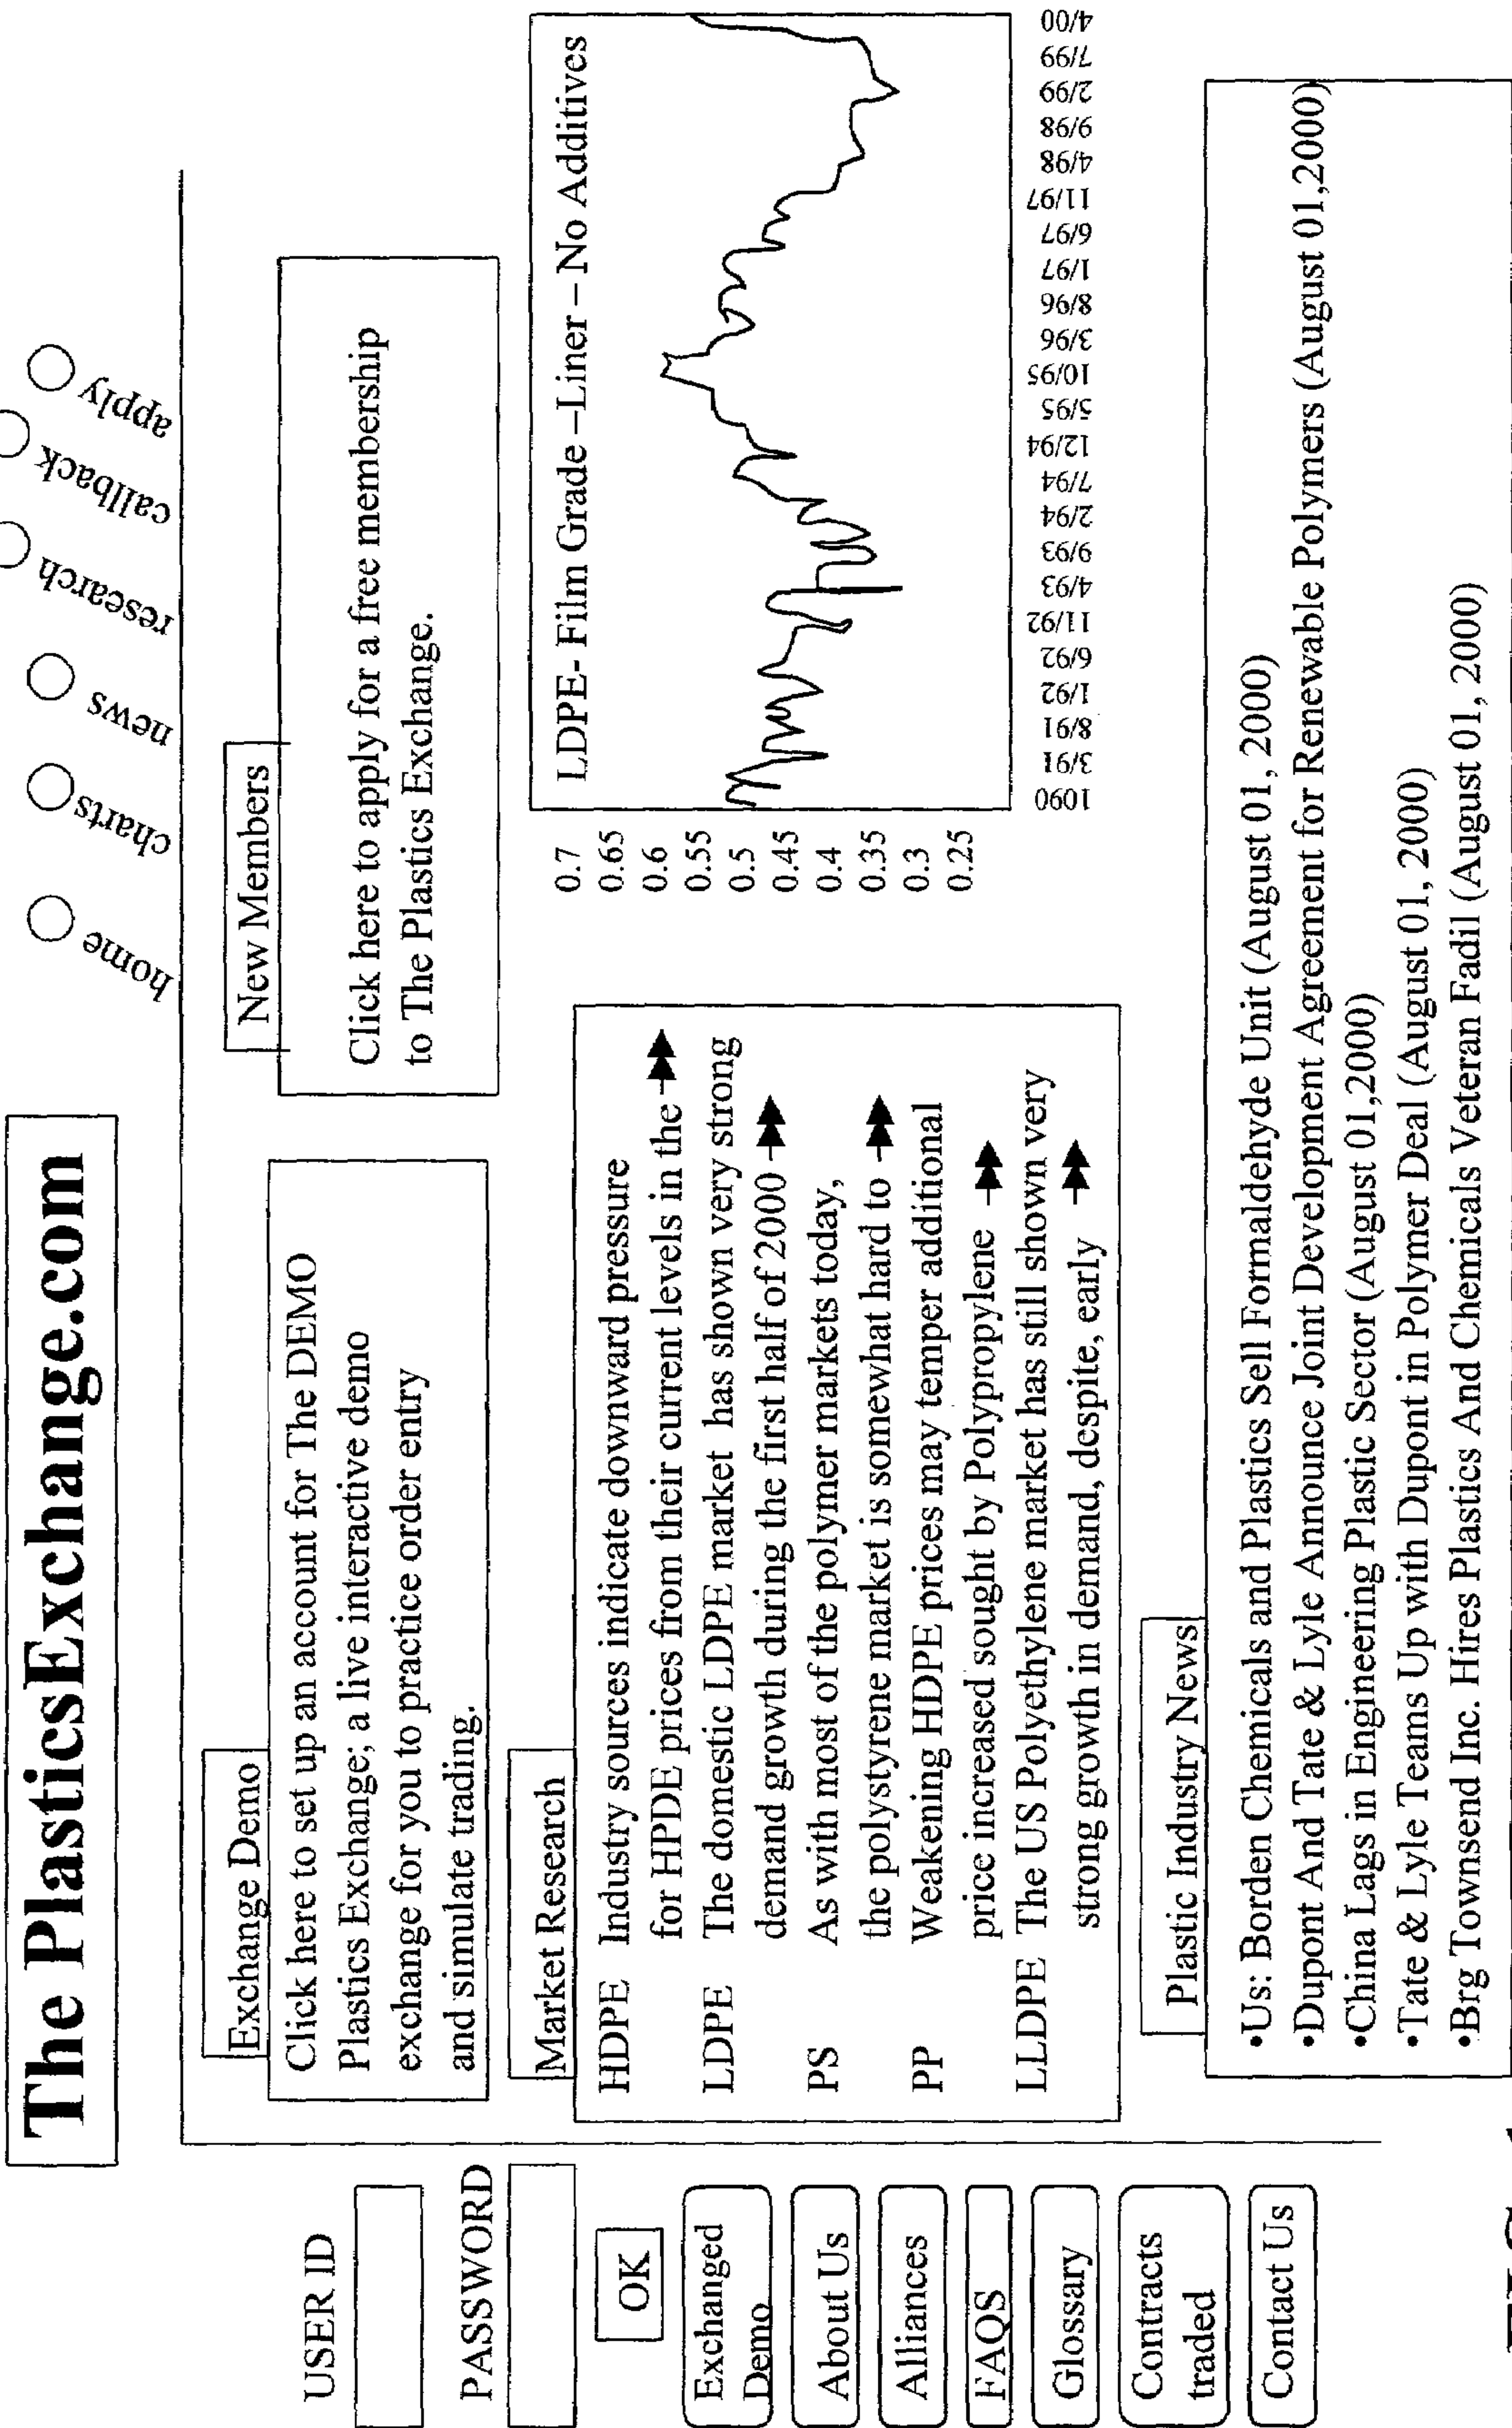 The PlasticsExchange.com
home
charts
news
research
callback
apply
USER ID
PASSWORD
OK
Exchanged
Demo
About Us
Alliances
FAQS
Glossary
Contracts
traded
Contact Us
Exchange Demo
Click here to set up an account for The DEMO
Plastics Exchange; a live interactive demo
exchange for you to practice order entry
and simulate trading.
New Members
Click here to apply for a free membership
to The Plastics Exchange.
Market Research
HDPE Industry sources indicate downward pressure
for HPDE prices from their current levels in the
LDPE The domestic LDPE market has shown very strong
demand growth during the first half of 2000
PS As with most of the polymer markets today,
the polystyrene market is somewhat hard to
PP Weakening HDPE prices may temper additional
price increased sought by Polypropylene
LLDPE The US Polyethylene market has still shown very
strong growth in demand, despite, early
LDPE- Film Grade –Liner – No Additives
0.7
0.65
0.6
0.55
0.5
0.45
0.4
0.35
0.3
0.25
1090
3/91
8/91
1/92
6/92
11/92
4/93
9/93
2/94
7/94
12/94
5/95
10/95
3/96
8/96
1/97
6/97
11/97
4/98
9/98
2/99
7/99
4/00
Plastic Industry News
•Us: Borden Chemicals and Plastics Sell Formaldehyde Unit (August 01, 2000)
•Dupont And Tate & Lyle Announce Joint Development Agreement for Renewable Polymers (August 01,2000)
•China Lags in Engineering Plastic Sector (August 01,2000)
•Tate & Lyle Teams Up with Dupont in Polymer Deal (August 01, 2000)
•Brg Townsend Inc. Hires Plastics And Chemicals Veteran Fadil (August 01, 2000)